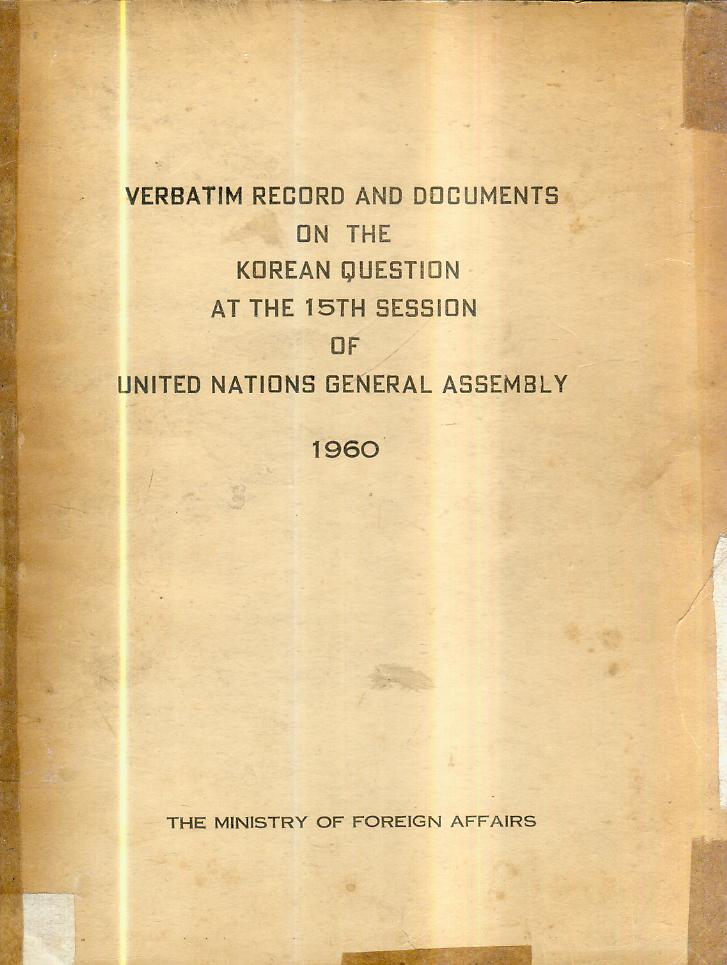 VERBATIM RECORD AND DOCUMENTS
ON THE
KOREAN QUESTION
AT THE 15TH SESSION
OF
UNITED NATIONS GENERAL ASSEMBLY
1960
THE MINISTRY OF FOREIGN AFFAIRS